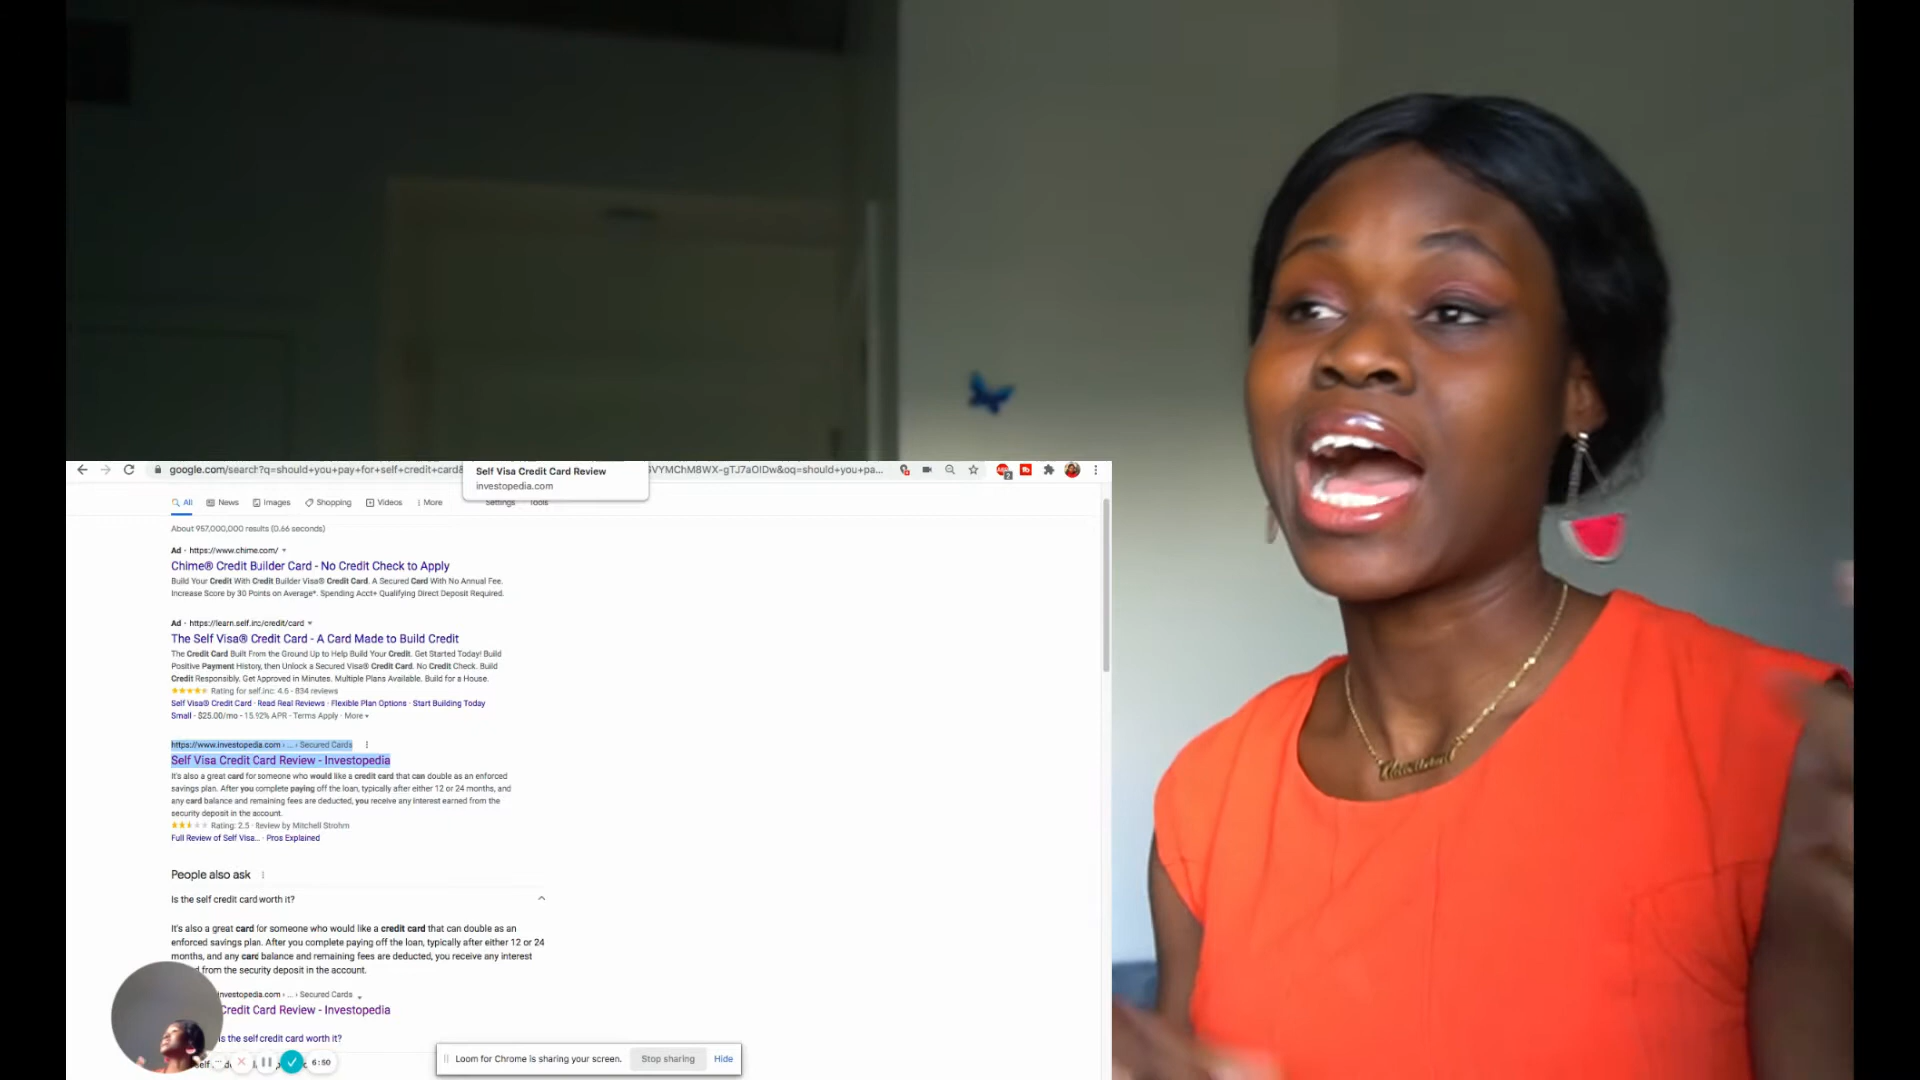 google.com/search?q=should+you+pay+for+self+credit+card&
VYMChM8WX-gTJ7aOIDw&oq=should+you+pa...
Self Visa Credit Card Review
investopedia.com
All News Images Shopping Videos More Settings Tools
About 957,000,000 results (0.66 seconds)
Ad · https://www.chime.com/
Chime® Credit Builder Card - No Credit Check to Apply
Build Your Credit With Credit Builder Visa® Credit Card. A Secured Card With No Annual Fee.
Increase Score by 30 Points on Average*. Spending Acct+ Qualifying Direct Deposit Required.
Ad · https://learn.self.inc/credit/card
The Self Visa® Credit Card - A Card Made to Build Credit
The Credit Card Built From the Ground Up to Help Build Your Credit. Get Started Today! Build
Positive Payment History, then Unlock a Secured Visa® Credit Card. No Credit Check. Build
Credit Responsibly. Get Approved in Minutes. Multiple Plans Available. Build for a House.
Rating for self.inc: 4.6 - 834 reviews
Self Visa® Credit Card · Read Real Reviews · Flexible Plan Options · Start Building Today
Small - $25.00/mo - 15.92% APR - Terms Apply · More
https://www.investopedia.com › ... › Secured Cards
Self Visa Credit Card Review - Investopedia
It's also a great card for someone who would like a credit card that can double as an enforced
savings plan. After you complete paying off the loan, typically after either 12 or 24 months, and
any card balance and remaining fees are deducted, you receive any interest earned from the
security deposit in the account.
Rating: 2.5 · Review by Mitchell Strohm
Full Review of Self Visa... · Pros Explained
People also ask
Is the self credit card worth it?
It's also a great card for someone who would like a credit card that can double as an
enforced savings plan. After you complete paying off the loan, typically after either 12 or 24
months, and any card balance and remaining fees are deducted, you receive any interest
from the security deposit in the account.
nvestopedia.com › ... › Secured Cards
Credit Card Review - Investopedia
is the self credit card worth it?
6:50
Loom for Chrome is sharing your screen. Stop sharing Hide